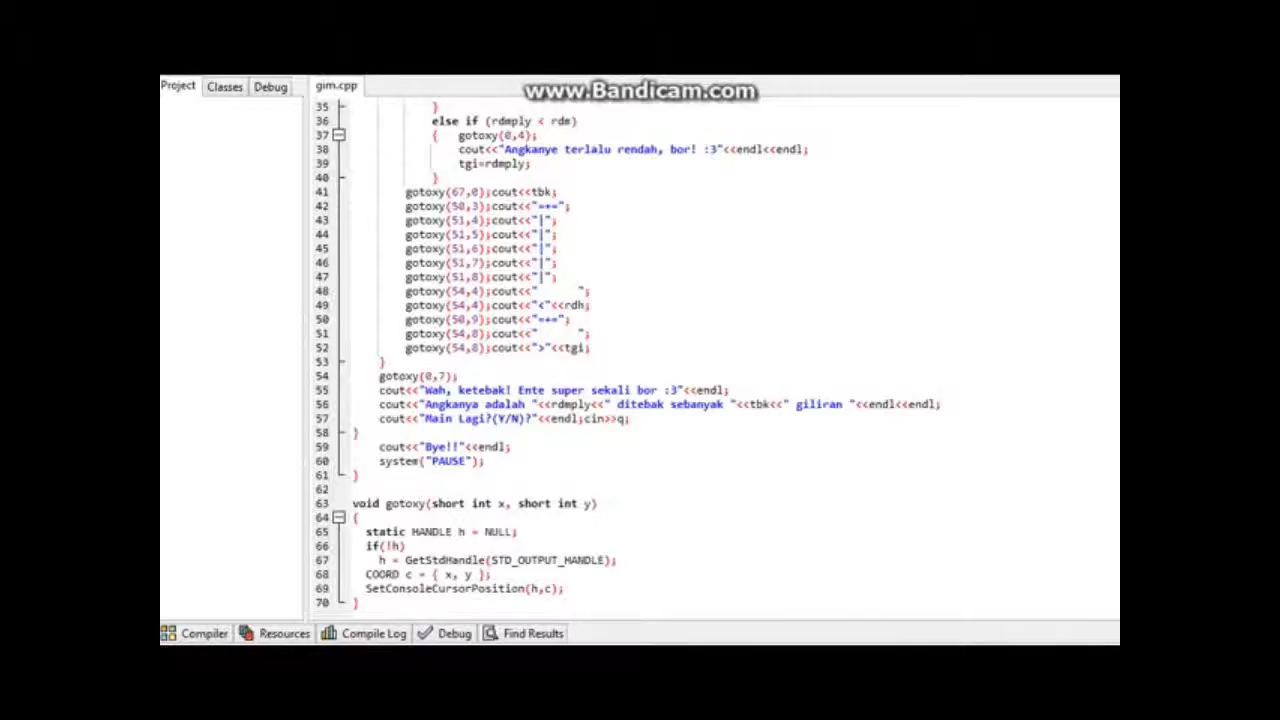 www.Bandicam.com
Project Classes Debug gim.cpp
35 }
36 else if (rdmply < rdm)
37 { gotoxy(0,4);
38 cout<<"Angkanye terlalu rendah, bor! :3"<<endl<<endl;
39 tgi=rdmply;
40 }
41 gotoxy(67,0);cout<<tbk;
42 gotoxy(50,3);cout<<"=+=";
43 gotoxy(51,4);cout<<"|";
44 gotoxy(51,5);cout<<"|";
45 gotoxy(51,6);cout<<"|";
46 gotoxy(51,7);cout<<"|";
47 gotoxy(51,8);cout<<"|";
48 gotoxy(54,4);cout<<"      ";
49 gotoxy(54,4);cout<<"<"<<rdh;
50 gotoxy(50,9);cout<<"=+=";
51 gotoxy(54,8);cout<<"      ";
52 gotoxy(54,8);cout<<">"<<tgi;
53 }
54 gotoxy(0,7);
55 cout<<"Wah, ketebak! Ente super sekali bor :3"<<endl;
56 cout<<"Angkanya adalah "<<rdmply<<" ditebak sebanyak "<<tbk<<" giliran "<<endl<<endl;
57 cout<<"Main Lagi?(Y/N)?"<<endl;cin>>q;
58 }
59 cout<<"Bye!!"<<endl;
60 system("PAUSE");
61 }
62
63 void gotoxy(short int x, short int y)
64 {
65 static HANDLE h = NULL;
66 if(!h)
67 h = GetStdHandle(STD_OUTPUT_HANDLE);
68 COORD c = { x, y };
69 SetConsoleCursorPosition(h,c);
70 }
Compiler Resources Compile Log Debug Find Results